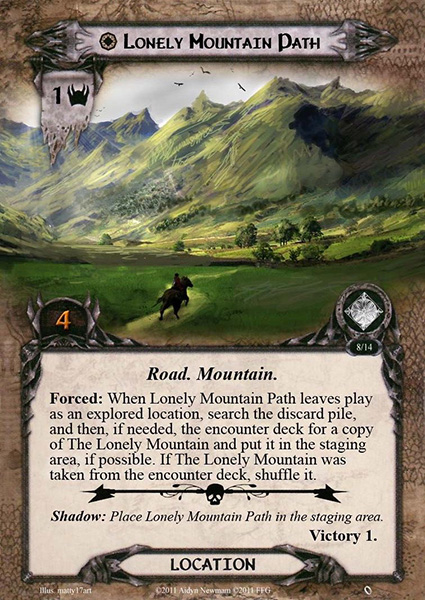 LONELY MOUNTAIN PATH
1
4
8/14
Road. Mountain.
Forced: When Lonely Mountain Path leaves play
as an explored location, search the discard pile,
and then, if needed, the encounter deck for a copy
of The Lonely Mountain and put it in the staging
area, if possible. If The Lonely Mountain was
taken from the encounter deck, shuffle it.
Shadow: Place Lonely Mountain Path in the staging area.
Victory 1.
LOCATION
Illus. matty17art ©2011 Aidyn Newman ©2011 FFG